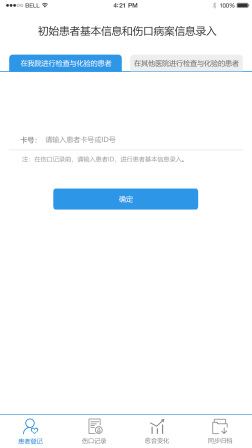 ●●●○○ BELL 4:21 PM 100%
初始患者基本信息和伤口病案信息录入
在我院进行检查与化验的患者 在其他医院进行检查与化验的患者
卡号： 请输入患者卡号或ID号
注：在伤口记录前，请输入患者ID，进行患者基本信息录入。
确定
患者登记 伤口记录 愈合变化 同步归档